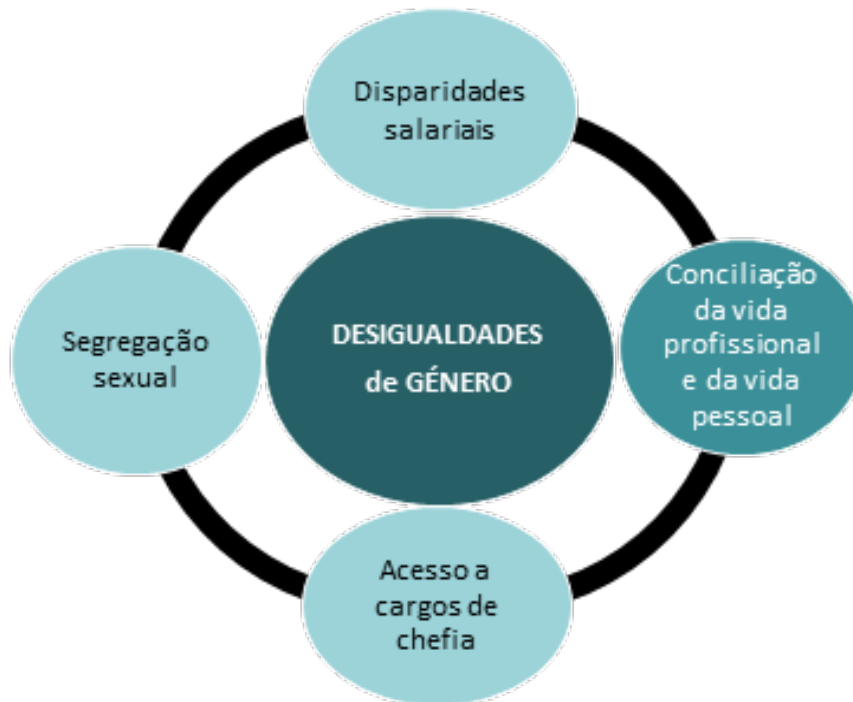 Disparidades
salariais
Segregação
sexual
DESIGUALDADES
de GÉNERO
Conciliação
da vida
profissional
e da vida
pessoal
Acesso a
cargos de
chefia